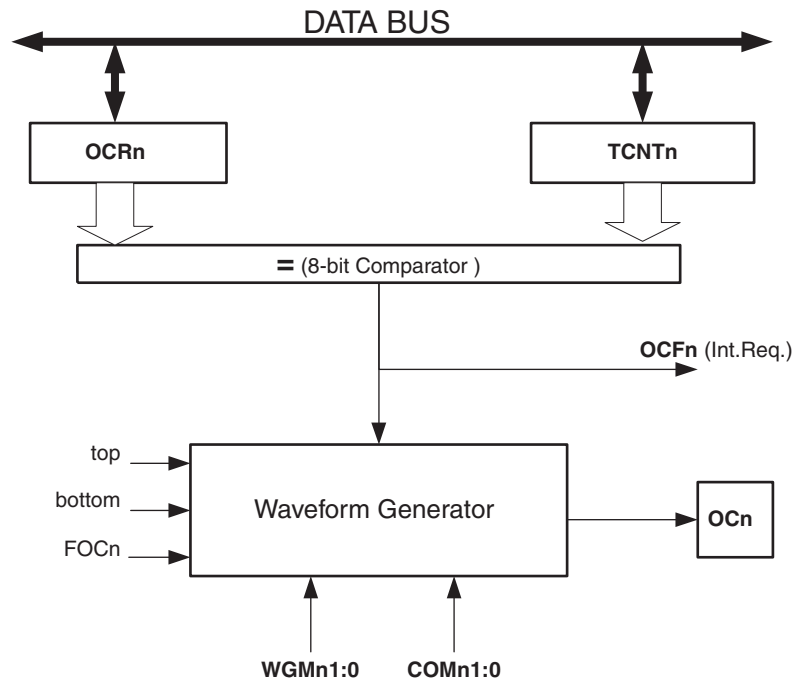 DATA BUS
OCRn
TCNTn
= (8-bit Comparator )
OCFn (Int.Req.)
top
bottom
FOCn
Waveform Generator
OCn
WGMn1:0
COMn1:0